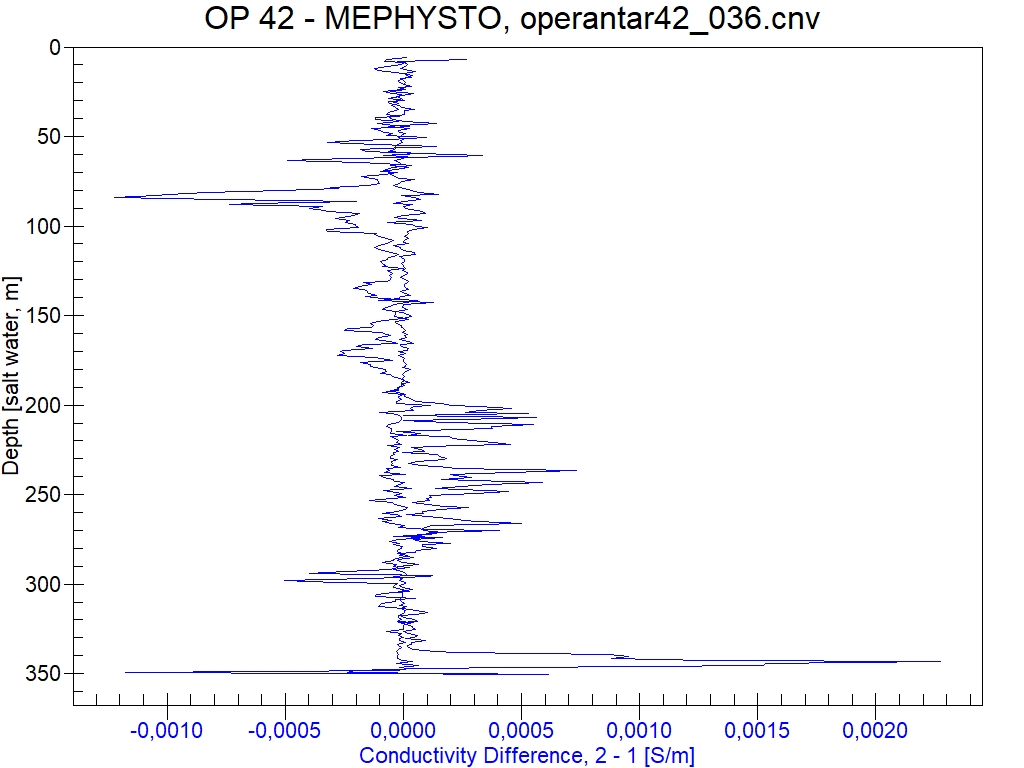 OP 42 - MEPHYSTO, operantar42_036.cnv
0
50
100
150
200
250
300
350
Depth [salt water, m]
-0,0010 -0,0005 0,0000 0,0005 0,0010 0,0015 0,0020
Conductivity Difference, 2 - 1 [S/m]